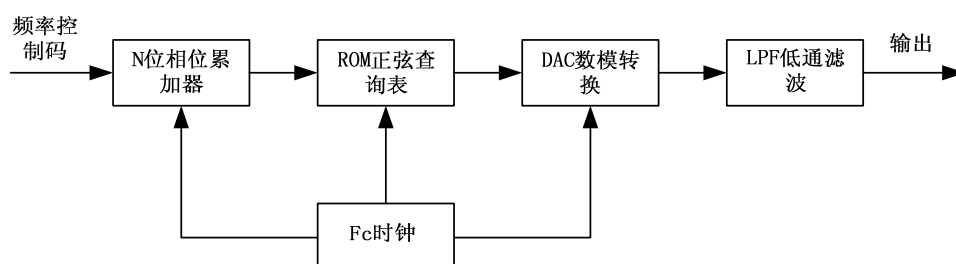 频率控
制码
N位相位累
加器
ROM正弦查
询表
DAC数模转
换
LPF低通滤
波
输出
Fc时钟